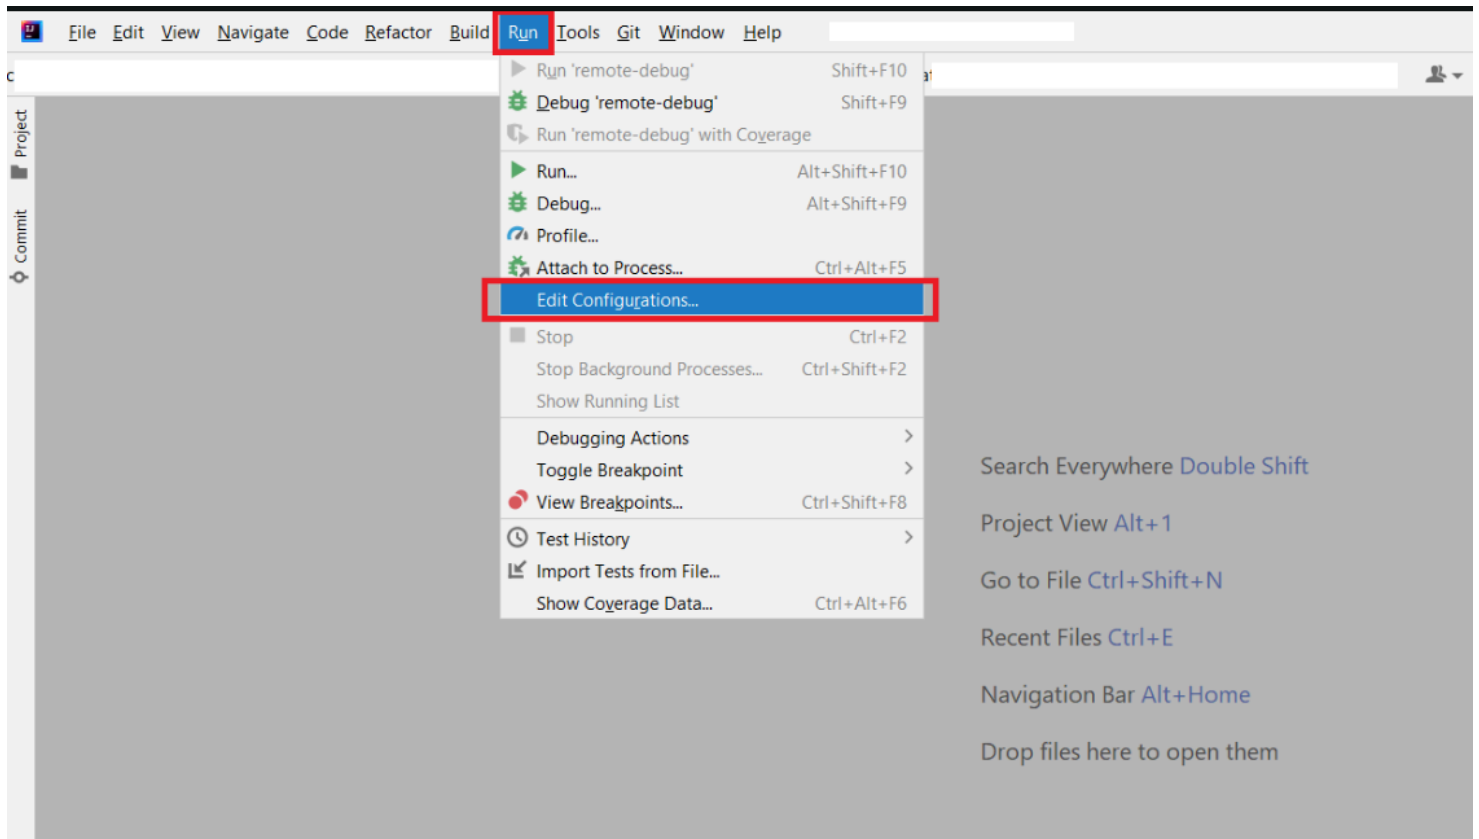 File Edit View Navigate Code Refactor Build Run Tools Git Window Help
Run 'remote-debug' Shift+F10
Debug 'remote-debug' Shift+F9
Run 'remote-debug' with Coverage
Run... Alt+Shift+F10
Debug... Alt+Shift+F9
Profile...
Attach to Process... Ctrl+Alt+F5
Edit Configurations...
Stop Ctrl+F2
Stop Background Processes... Ctrl+Shift+F2
Show Running List
Debugging Actions
Toggle Breakpoint
View Breakpoints... Ctrl+Shift+F8
Test History
Import Tests from File...
Show Coverage Data... Ctrl+Alt+F6
Project
Commit
Search Everywhere Double Shift
Project View Alt+1
Go to File Ctrl+Shift+N
Recent Files Ctrl+E
Navigation Bar Alt+Home
Drop files here to open them